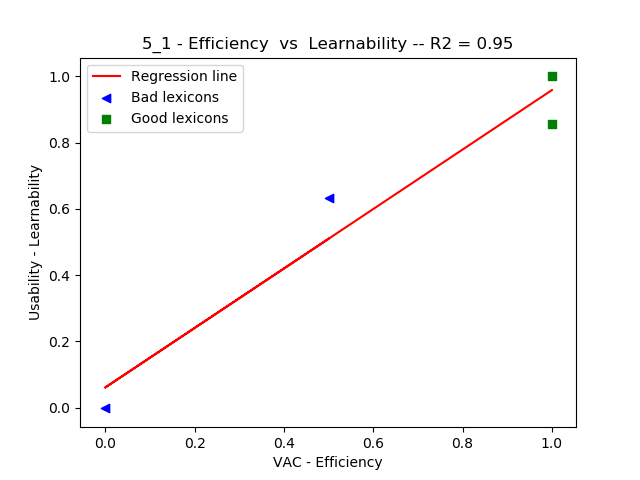 5_1 - Efficiency  vs  Learnability -- R2 = 0.95
Regression line
Bad lexicons
Good lexicons
Usability - Learnability
1.0
0.8
0.6
0.4
0.2
0.0
0.0 0.2 0.4 0.6 0.8 1.0
VAC - Efficiency